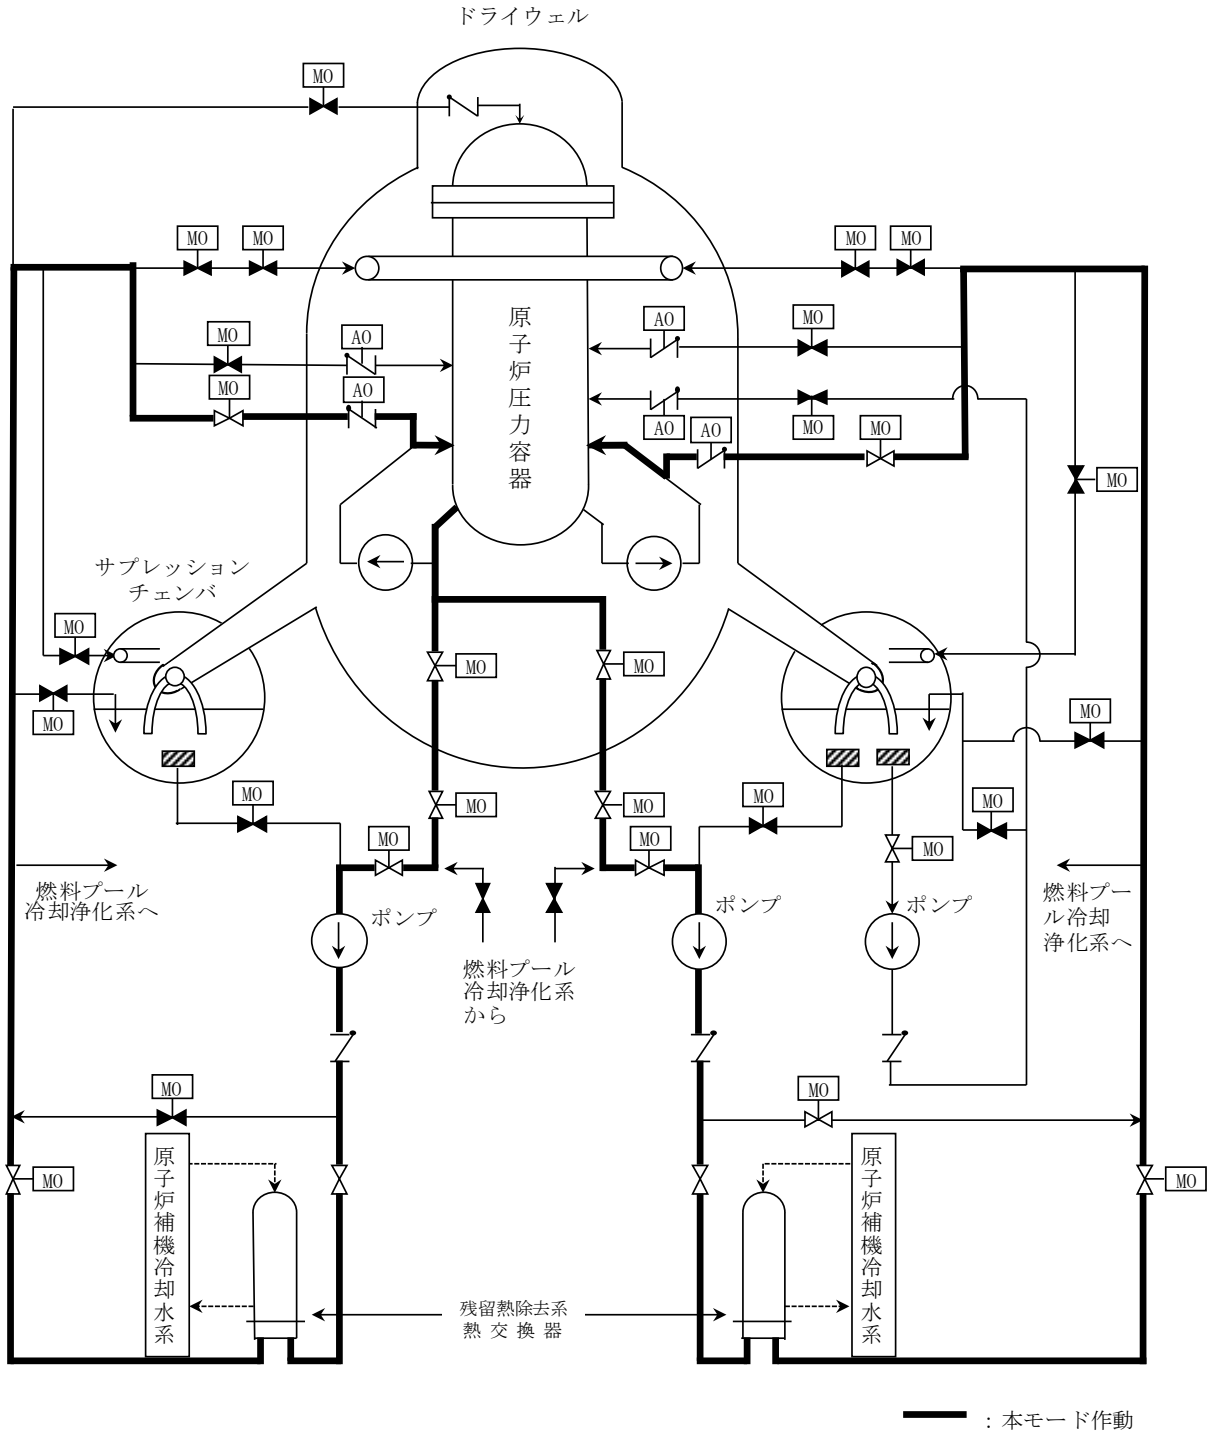 ドライウェル
MO
MO
MO
MO
MO
MO
AO
AO
MO
原子炉圧力容器
MO
AO
MO
AO
AO
MO
MO
MO
サプレッション
チェンバ
MO
MO
MO
MO
MO
MO
MO
MO
MO
MO
MO
MO
MO
MO
燃料プール
冷却浄化系へ
燃料プー
ル冷却
浄化系へ
ポンプ
ポンプ
ポンプ
燃料プール
冷却浄化系
から
MO
MO
MO
MO
原子炉補機冷却水系
原子炉補機冷却水系
残留熱除去系
熱交換器
:本モード作動